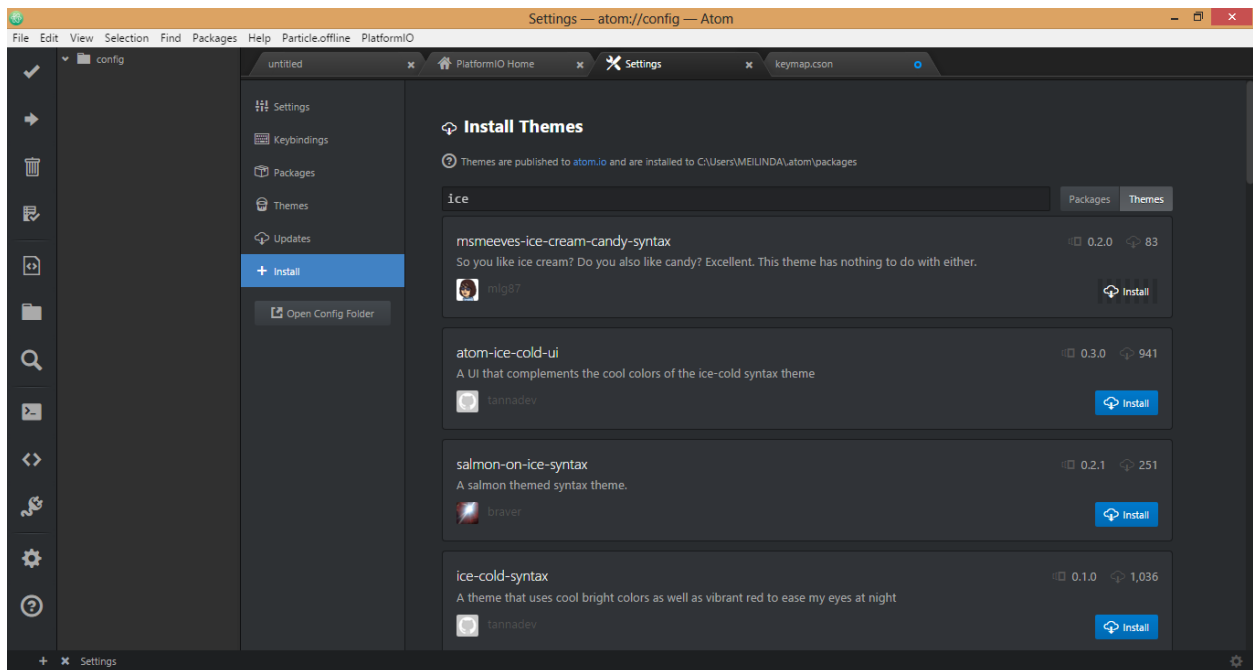 Settings — atom://config — Atom
File Edit View Selection Find Packages Help Particle.offline PlatformIO
config
untitled
PlatformIO Home
Settings
keymap.cson
Settings
Keybindings
Packages
Themes
Updates
Install
Open Config Folder
Install Themes
Themes are published to atom.io and are installed to C:\Users\MEILINDA\.atom\packages
ice
Packages Themes
msmeeves-ice-cream-candy-syntax 0.2.0 83
So you like ice cream? Do you also like candy? Excellent. This theme has nothing to do with either.
mlg87 Install
atom-ice-cold-ui 0.3.0 941
A UI that complements the cool colors of the ice-cold syntax theme
tannadev Install
salmon-on-ice-syntax 0.2.1 251
A salmon themed syntax theme.
braver Install
ice-cold-syntax 0.1.0 1,036
A theme that uses cool bright colors as well as vibrant red to ease my eyes at night
tannadev Install
Settings